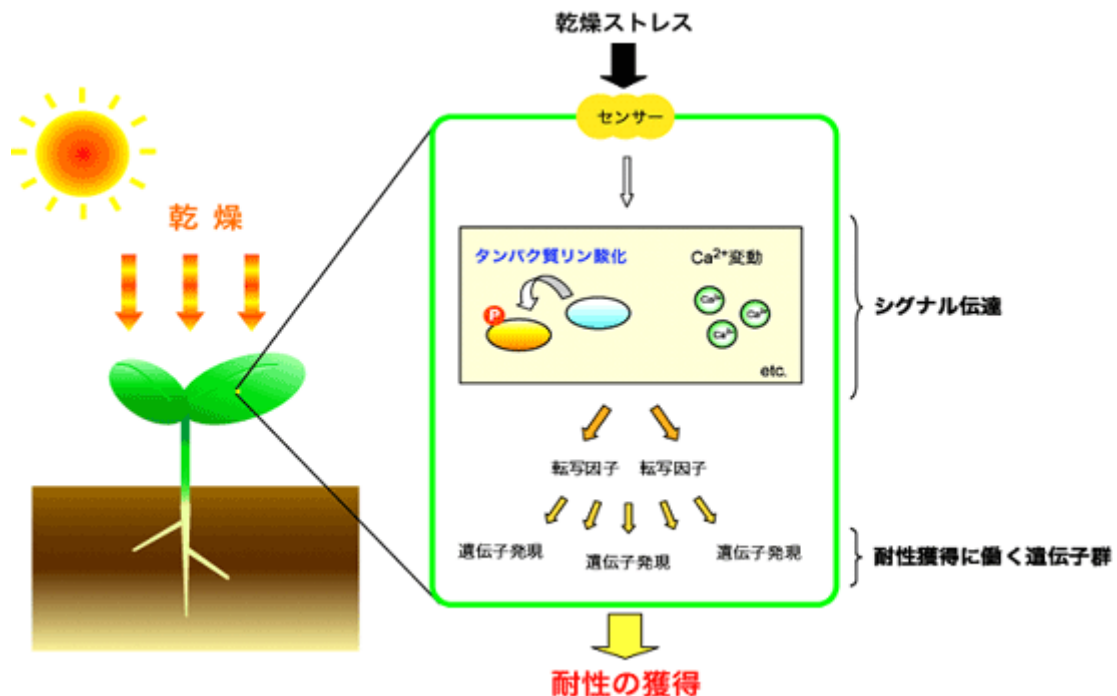 乾燥ストレス
センサー
乾 燥
タンパク質リン酸化
Ca²⁺変動
P
Ca²⁺
Ca²⁺
Ca²⁺
etc.
シグナル伝達
転写因子 転写因子
遺伝子発現 遺伝子発現 遺伝子発現
耐性獲得に働く遺伝子群
耐性の獲得